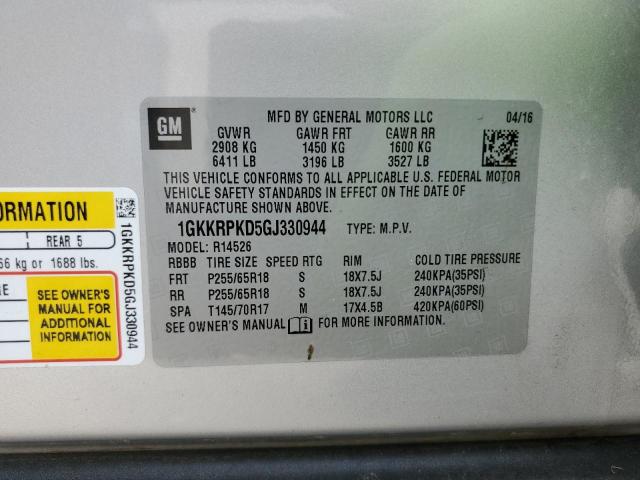 GM
MFD BY GENERAL MOTORS LLC 04/16
GVWR GAWR FRT GAWR RR
2908 KG 1450 KG 1600 KG
6411 LB 3196 LB 3527 LB
THIS VEHICLE CONFORMS TO ALL APPLICABLE U.S. FEDERAL MOTOR
VEHICLE SAFETY STANDARDS IN EFFECT ON THE DATE OF
MANUFACTURE SHOWN ABOVE.
1GKKRPKD5GJ330944 TYPE: M.P.V.
MODEL: R14526
RBBB TIRE SIZE SPEED RTG RIM COLD TIRE PRESSURE
FRT P255/65R18 S 18X7.5J 240KPA(35PSI)
RR P255/65R18 S 18X7.5J 240KPA(35PSI)
SPA T145/70R17 M 17X4.5B 420KPA(60PSI)
SEE OWNER'S MANUAL FOR MORE INFORMATION.
REAR 5
kg or 1688 lbs.
SEE OWNER'S
MANUAL FOR
ADDITIONAL
INFORMATION
1GKKRPKD5GJ330944